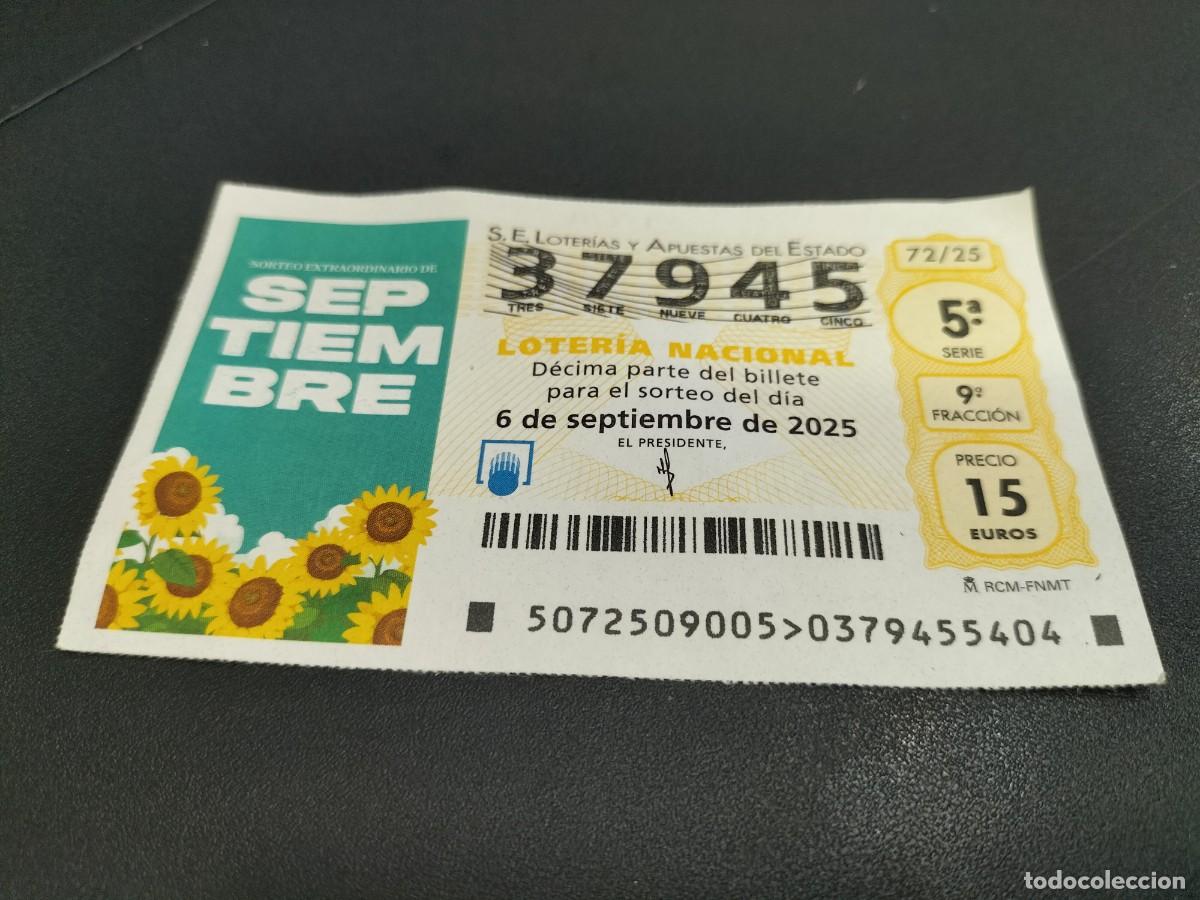 SORTEO EXTRAORDINARIO DE
SEP
TIEM
BRE
S. E. LOTERÍAS Y APUESTAS DEL ESTADO
37945
TRES SIETE NUEVE CUATRO CINCO
LOTERÍA NACIONAL
Décima parte del billete
para el sorteo del día
6 de septiembre de 2025
EL PRESIDENTE,
72/25
5ª
SERIE
9ª
FRACCIÓN
PRECIO
15
EUROS
RCM-FNMT
5072509005>0379455404
todocoleccion